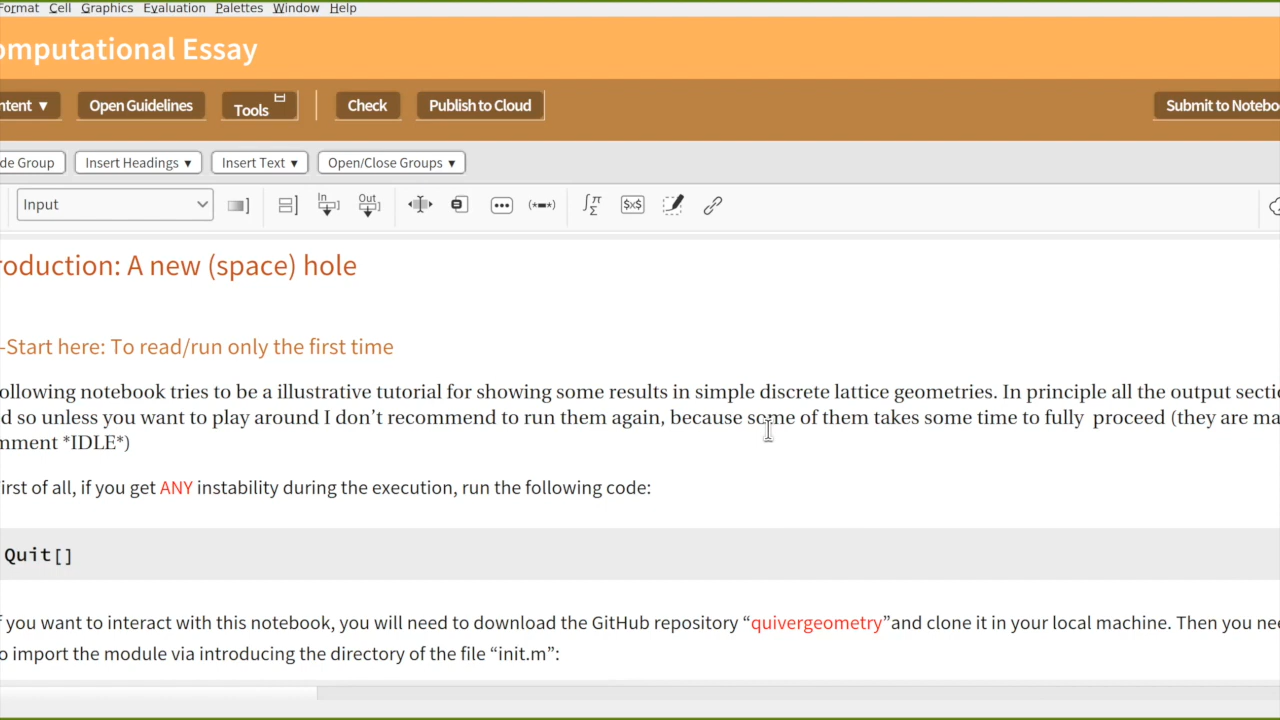 Format Cell Graphics Evaluation Palettes Window Help
omputational Essay
ntent ▼ Open Guidelines Tools Check Publish to Cloud Submit to Notebo
de Group Insert Headings ▼ Insert Text ▼ Open/Close Groups ▼
Input In Out (*■*) ∫π Σ $x$
roduction: A new (space) hole
-Start here: To read/run only the first time
ollowing notebook tries to be a illustrative tutorial for showing some results in simple discrete lattice geometries. In principle all the output sectio
d so unless you want to play around I don’t recommend to run them again, because some of them takes some time to fully proceed (they are ma
mment *IDLE*)
irst of all, if you get ANY instability during the execution, run the following code:
Quit[]
f you want to interact with this notebook, you will need to download the GitHub repository “quivergeometry”and clone it in your local machine. Then you nee
o import the module via introducing the directory of the file “init.m”: